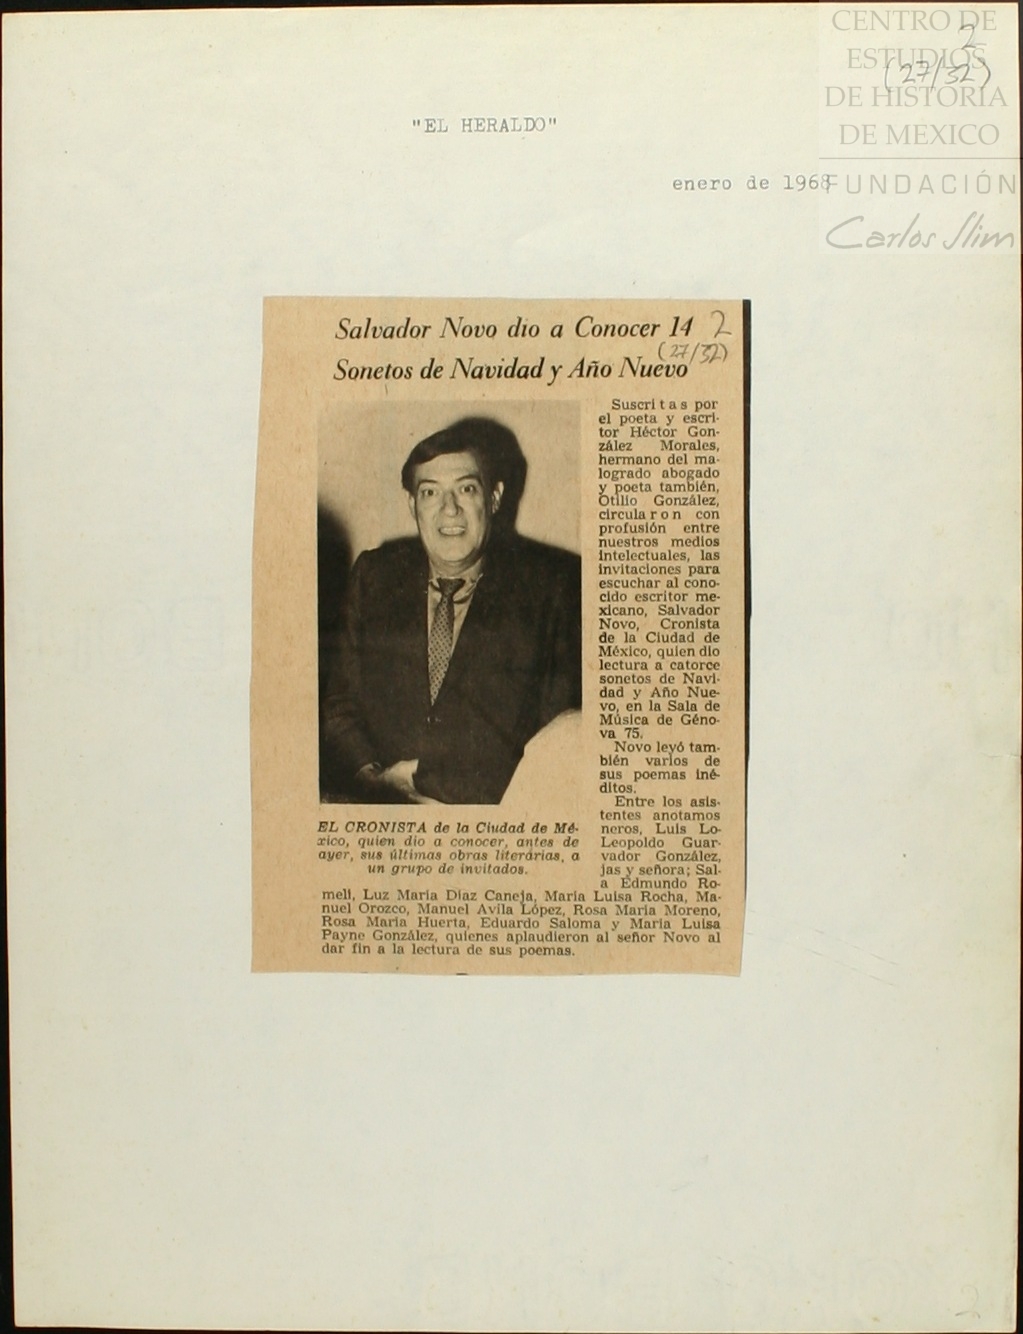 CENTRO DE
ESTUDIOS
DE HISTORIA
DE MEXICO
FUNDACIÓN
Carlos Slim
2
(27/32)
"EL HERALDO"
enero de 1968
Salvador Novo dio a Conocer 14
Sonetos de Navidad y Año Nuevo
2
(27/32)
Suscritas por
el poeta y escri-
tor Héctor Gon-
zález Morales,
hermano del ma-
logrado abogado
y poeta también,
Otilio González,
circularon con
profusión entre
nuestros medios
intelectuales, las
invitaciones para
escuchar al cono-
cido escritor me-
xicano, Salvador
Novo, Cronista
de la Ciudad de
México, quien dio
lectura a catorce
sonetos de Navi-
dad y Año Nue-
vo, en la Sala de
Música de Géno-
va 75.
Novo leyó tam-
bién varios de
sus poemas iné-
ditos.
Entre los asis-
tentes anotamos
neros, Luis Lo-
Leopoldo Guar-
vador González,
jas y señora; Sal-
a Edmundo Ro-
meli, Luz María Díaz Caneja, María Luisa Rocha, Ma-
nuel Orozco, Manuel Avila López, Rosa María Moreno,
Rosa María Huerta, Eduardo Saloma y María Luisa
Payne González, quienes aplaudieron al señor Novo al
dar fin a la lectura de sus poemas.
EL CRONISTA de la Ciudad de Mé-
xico, quien dio a conocer, antes de
ayer, sus últimas obras literarias, a
un grupo de invitados.
2